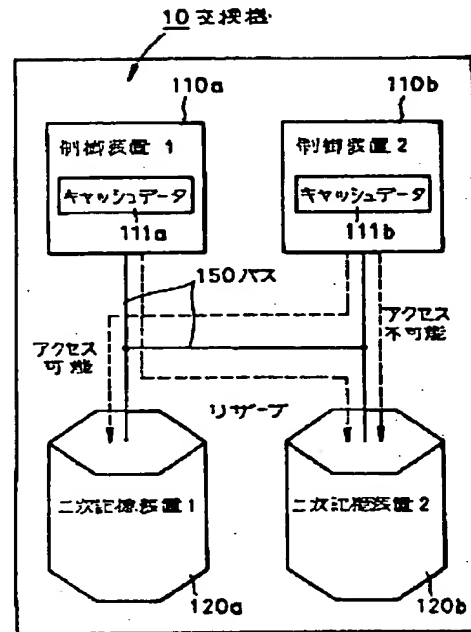 10 交換機
110a
110b
制御装置 1
制御装置 2
キャッシュデータ
キャッシュデータ
111a
111b
150 バス
アクセス
可能
アクセス
不可能
リザーブ
二次記憶装置 1
二次記憶装置 2
120a
120b